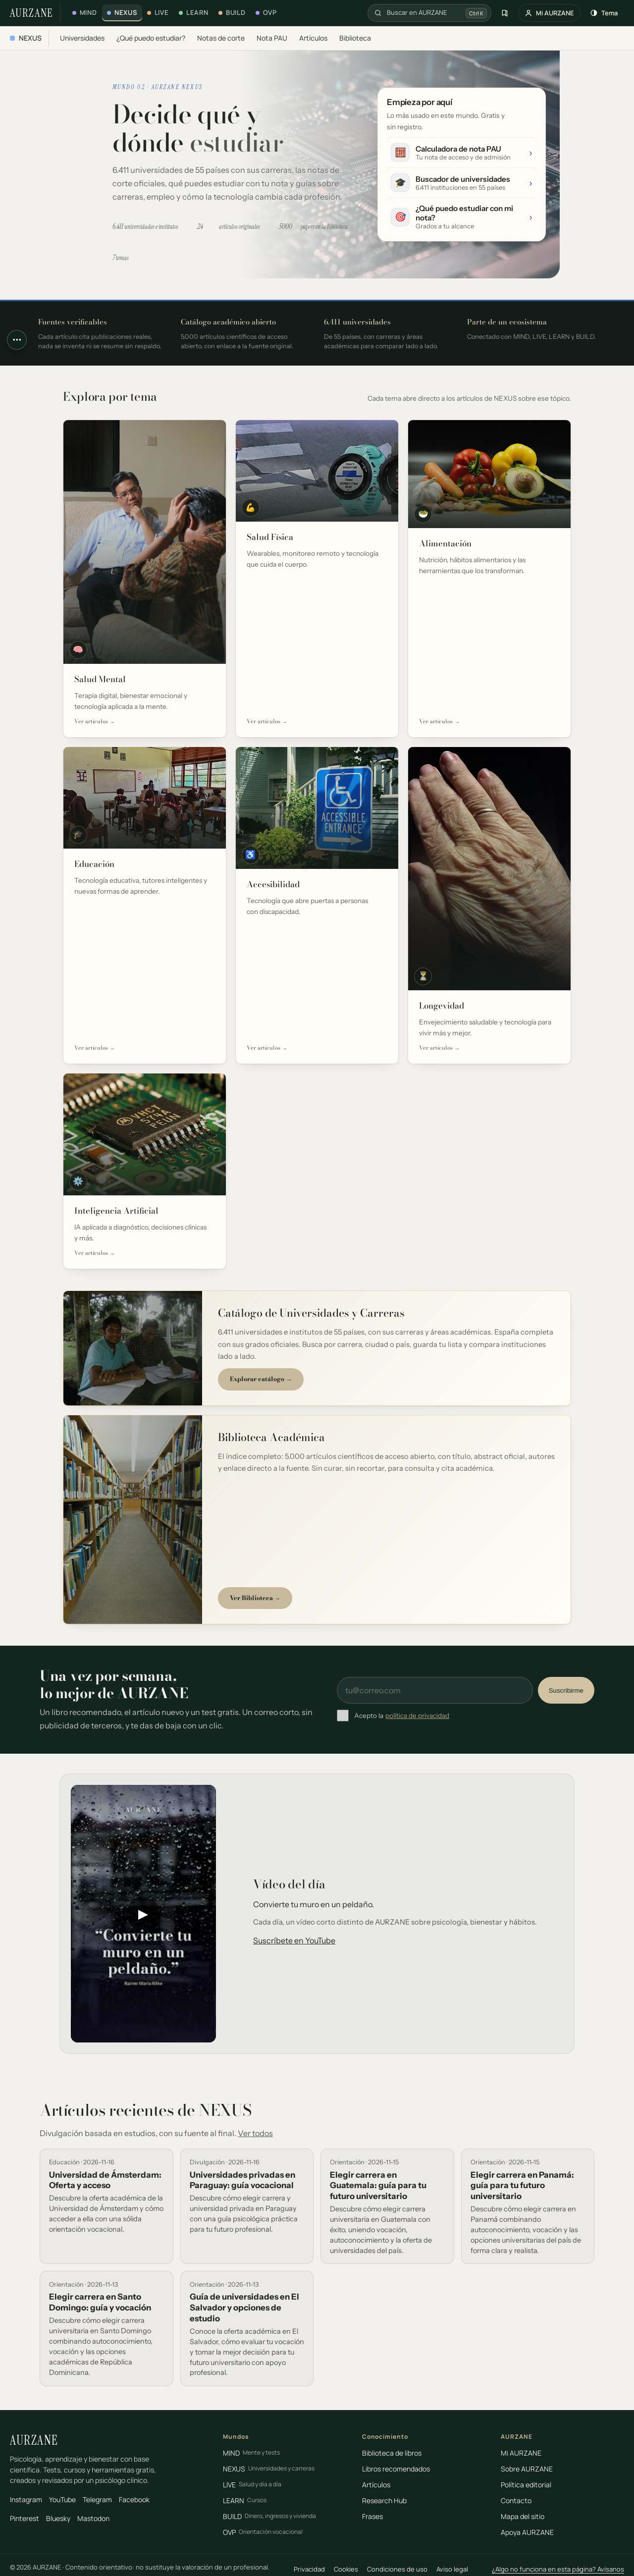 AURZANE MIND NEXUS LIVE LEARN BUILD OVP Buscar en AURZANE Ctrl K Mi AURZANE Tema
NEXUS Universidades ¿Qué puedo estudiar? Notas de corte Nota PAU Artículos Biblioteca
MUNDO 02 · AURZANE NEXUS
Decide qué y
dónde estudiar
6.411 universidades de 55 países con sus carreras, las notas de
corte oficiales, qué puedes estudiar con tu nota y guías sobre
carreras, empleo y cómo la tecnología cambia cada profesión.
6.411 universidades e institutos 24 artículos originales 5000 papers en la Biblioteca
7 temas
Empieza por aquí
Lo más usado en este mundo. Gratis y
sin registro.
Calculadora de nota PAU
Tu nota de acceso y de admisión
Buscador de universidades
6.411 instituciones en 55 países
¿Qué puedo estudiar con mi
nota?
Grados a tu alcance
Fuentes verificables
Cada artículo cita publicaciones reales,
nada se inventa ni se resume sin respaldo.
Catálogo académico abierto
5.000 artículos científicos de acceso
abierto, con enlace a la fuente original.
6.411 universidades
De 55 países, con carreras y áreas
académicas para comparar lado a lado.
Parte de un ecosistema
Conectado con MIND, LIVE, LEARN y BUILD.
Explora por tema
Cada tema abre directo a los artículos de NEXUS sobre ese tópico.
Salud Mental
Terapia digital, bienestar emocional y
tecnología aplicada a la mente.
Ver artículos →
Salud Física
Wearables, monitoreo remoto y tecnología
que cuida el cuerpo.
Ver artículos →
Alimentación
Nutrición, hábitos alimentarios y las
herramientas que los transforman.
Ver artículos →
Educación
Tecnología educativa, tutores inteligentes y
nuevas formas de aprender.
Ver artículos →
ACCESSIBLE
ENTRANCE
Accesibilidad
Tecnología que abre puertas a personas
con discapacidad.
Ver artículos →
Longevidad
Envejecimiento saludable y tecnología para
vivir más y mejor.
Ver artículos →
Inteligencia Artificial
IA aplicada a diagnóstico, decisiones clínicas
y más.
Ver artículos →
Catálogo de Universidades y Carreras
6.411 universidades e institutos de 55 países, con sus carreras y áreas académicas. España completa
con sus grados oficiales. Busca por carrera, ciudad o país, guarda tu lista y compara instituciones
lado a lado.
Explorar catálogo →
Biblioteca Académica
El índice completo: 5.000 artículos científicos de acceso abierto, con título, abstract oficial, autores
y enlace directo a la fuente. Sin curar, sin recortar, para consulta y cita académica.
Ver Biblioteca →
Una vez por semana,
lo mejor de AURZANE
Un libro recomendado, el artículo nuevo y un test gratis. Un correo corto, sin
publicidad de terceros, y te das de baja con un clic.
tu@correo.com
Suscribirme
Acepto la política de privacidad
AURZANE
“Convierte tu
muro en un
peldaño.”
Rainer Maria Rilke
Vídeo del día
Convierte tu muro en un peldaño.
Cada día, un vídeo corto distinto de AURZANE sobre psicología, bienestar y hábitos.
Suscríbete en YouTube
Artículos recientes de NEXUS
Divulgación basada en estudios, con su fuente al final. Ver todos
Educación · 2026-11-16
Universidad de Ámsterdam:
Oferta y acceso
Descubre la oferta académica de la
Universidad de Ámsterdam y cómo
acceder a ella con una sólida
orientación vocacional.
Divulgación · 2026-11-16
Universidades privadas en
Paraguay: guía vocacional
Descubre cómo elegir carrera y
universidad privada en Paraguay
con una guía psicológica práctica
para tu futuro profesional.
Orientación · 2026-11-15
Elegir carrera en
Guatemala: guía para tu
futuro universitario
Descubre cómo elegir carrera
universitaria en Guatemala con
éxito, uniendo vocación,
autoconocimiento y la oferta de
universidades del país.
Orientación · 2026-11-15
Elegir carrera en Panamá:
guía para tu futuro
universitario
Descubre cómo elegir carrera en
Panamá combinando
autoconocimiento, vocación y las
opciones universitarias del país de
forma clara y realista.
Orientación · 2026-11-13
Elegir carrera en Santo
Domingo: guía y vocación
Descubre cómo elegir carrera
universitaria en Santo Domingo
combinando autoconocimiento,
vocación y las opciones
académicas de República
Dominicana.
Orientación · 2026-11-13
Guía de universidades en El
Salvador y opciones de
estudio
Conoce la oferta académica en El
Salvador, cómo evaluar tu vocación
y tomar la mejor decisión para tu
futuro universitario con apoyo
profesional.
AURZANE
Psicología, aprendizaje y bienestar con base
científica. Tests, cursos y herramientas gratis,
creados y revisados por un psicólogo clínico.
Instagram YouTube Telegram Facebook
Pinterest Bluesky Mastodon
Mundos
MIND Mente y tests
NEXUS Universidades y carreras
LIVE Salud y día a día
LEARN Cursos
BUILD Dinero, ingresos y vivienda
OVP Orientación vocacional
Conocimiento
Biblioteca de libros
Libros recomendados
Artículos
Research Hub
Frases
AURZANE
Mi AURZANE
Sobre AURZANE
Política editorial
Contacto
Mapa del sitio
Apoya AURZANE
© 2026 AURZANE · Contenido orientativo: no sustituye la valoración de un profesional. Privacidad Cookies Condiciones de uso Aviso legal ¿Algo no funciona en esta página? Avísanos